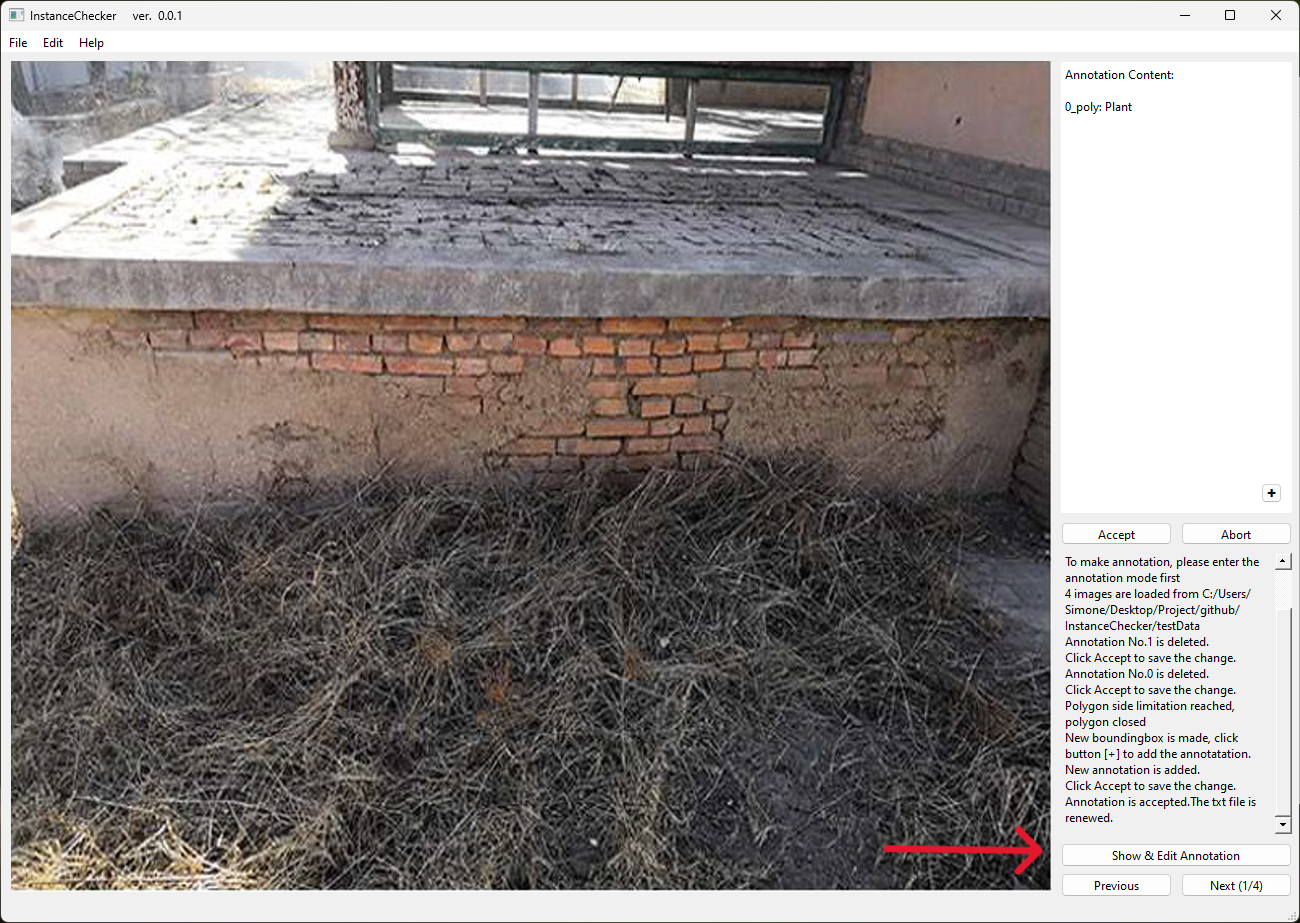 InstanceChecker ver. 0.0.1
File Edit Help
Annotation Content:
0_poly: Plant
+
Accept Abort
To make annotation, please enter the
annotation mode first
4 images are loaded from C:/Users/
Simone/Desktop/Project/github/
InstanceChecker/testData
Annotation No.1 is deleted.
Click Accept to save the change.
Annotation No.0 is deleted.
Click Accept to save the change.
Polygon side limitation reached,
polygon closed
New boundingbox is made, click
button [+] to add the annotatation.
New annotation is added.
Click Accept to save the change.
Annotation is accepted.The txt file is
renewed.
Show & Edit Annotation
Previous Next (1/4)